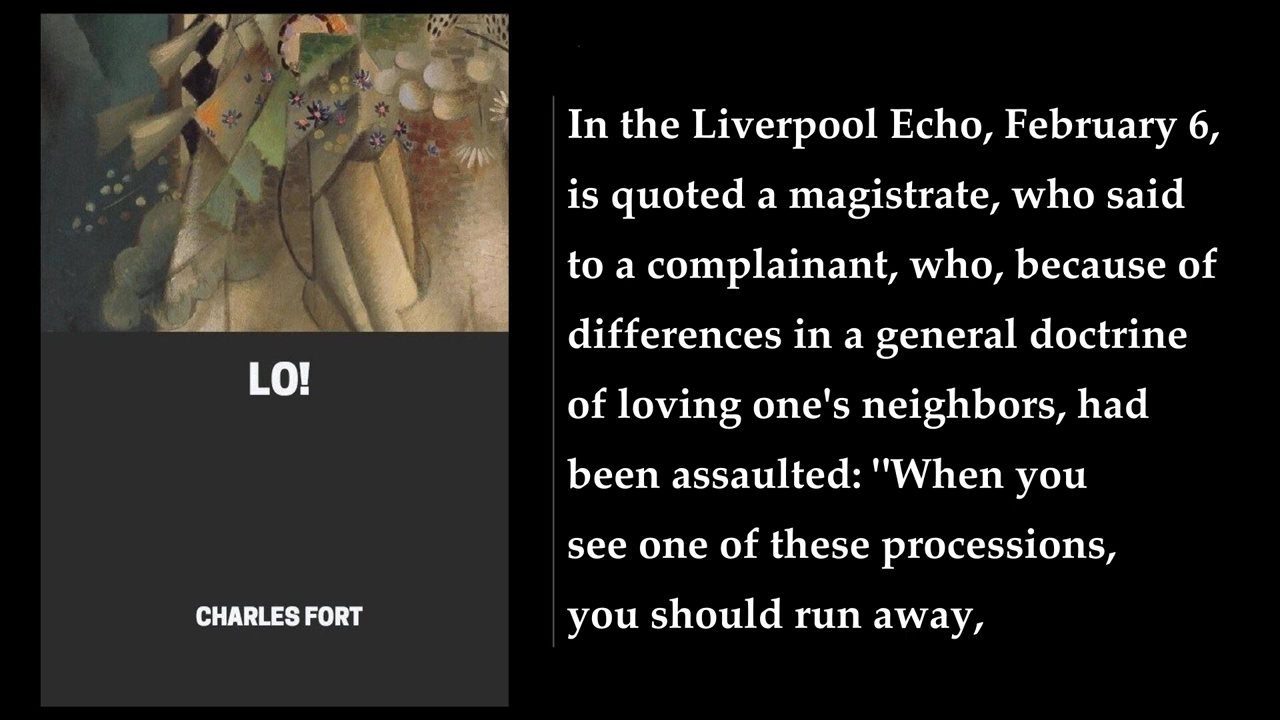 LO!
CHARLES FORT
In the Liverpool Echo, February 6,
is quoted a magistrate, who said
to a complainant, who, because of
differences in a general doctrine
of loving one's neighbors, had
been assaulted: "When you
see one of these processions,
you should run away,